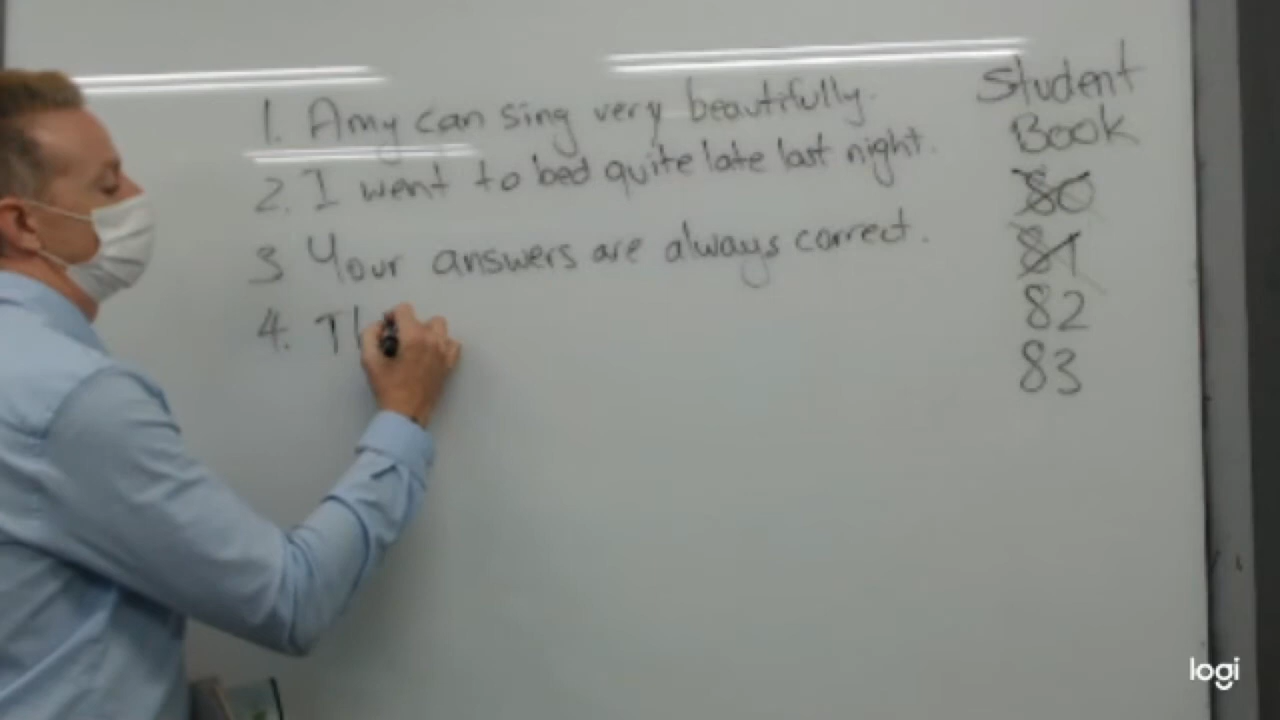 1. Amy can sing very beautifully.
2. I went to bed quite late last night.
3 Your answers are always correct.
4. Th
Student
Book
80
81
82
83
logi